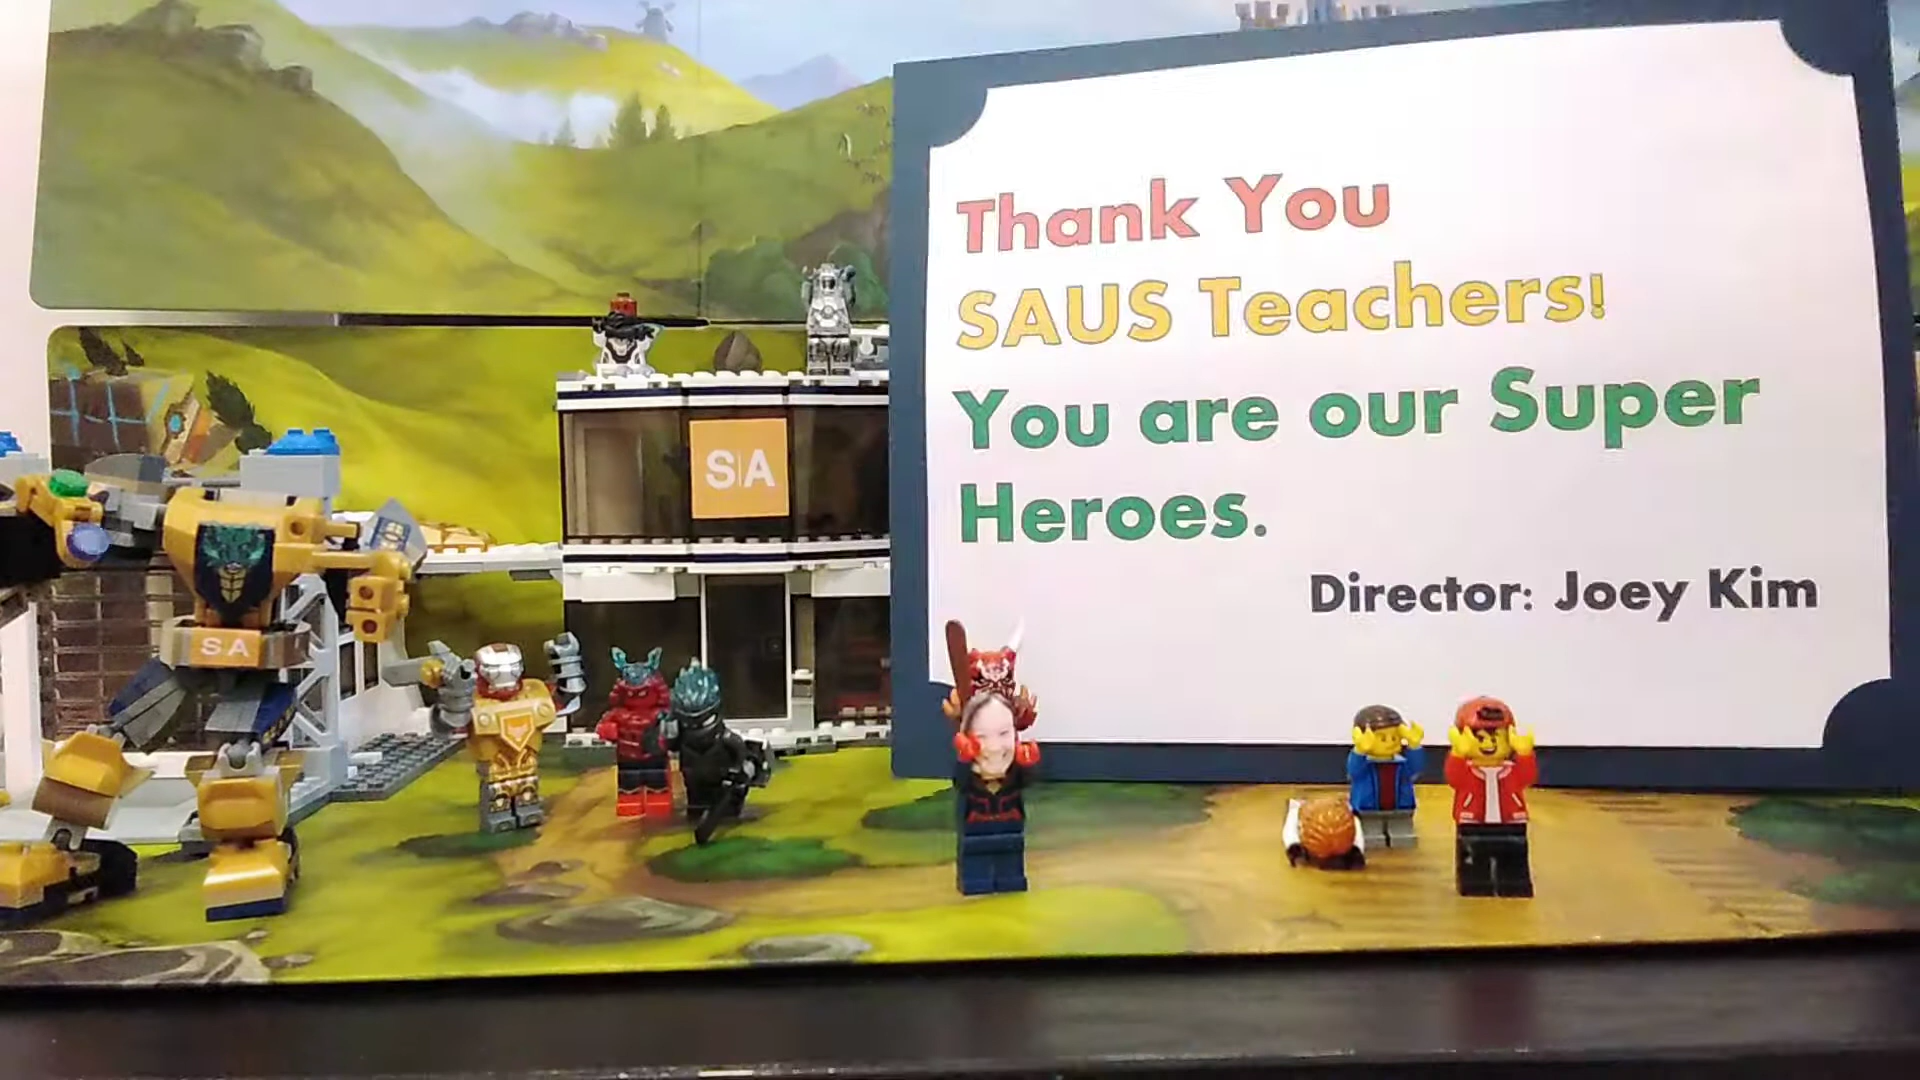 Thank You
SAUS Teachers!
You are our Super
Heroes.
Director: Joey Kim
S|A
SA